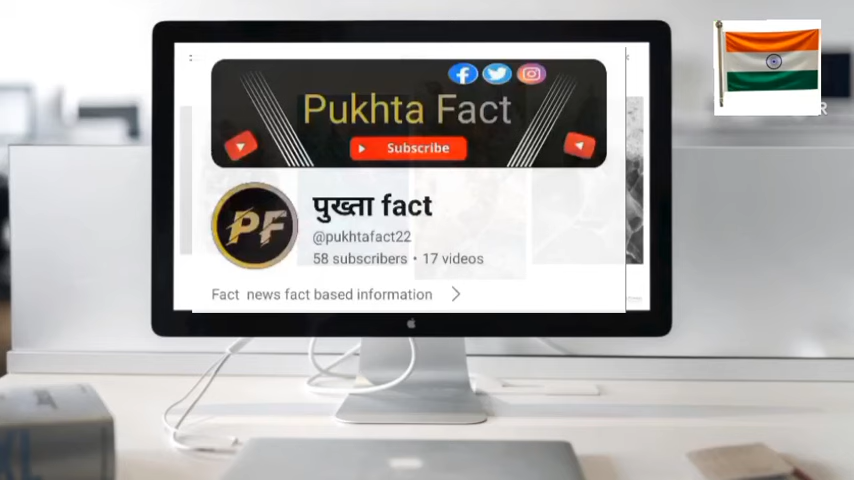 Pukhta Fact
Subscribe
PF
पुख्ता fact
@pukhtafact22
58 subscribers • 17 videos
Fact news fact based information
R